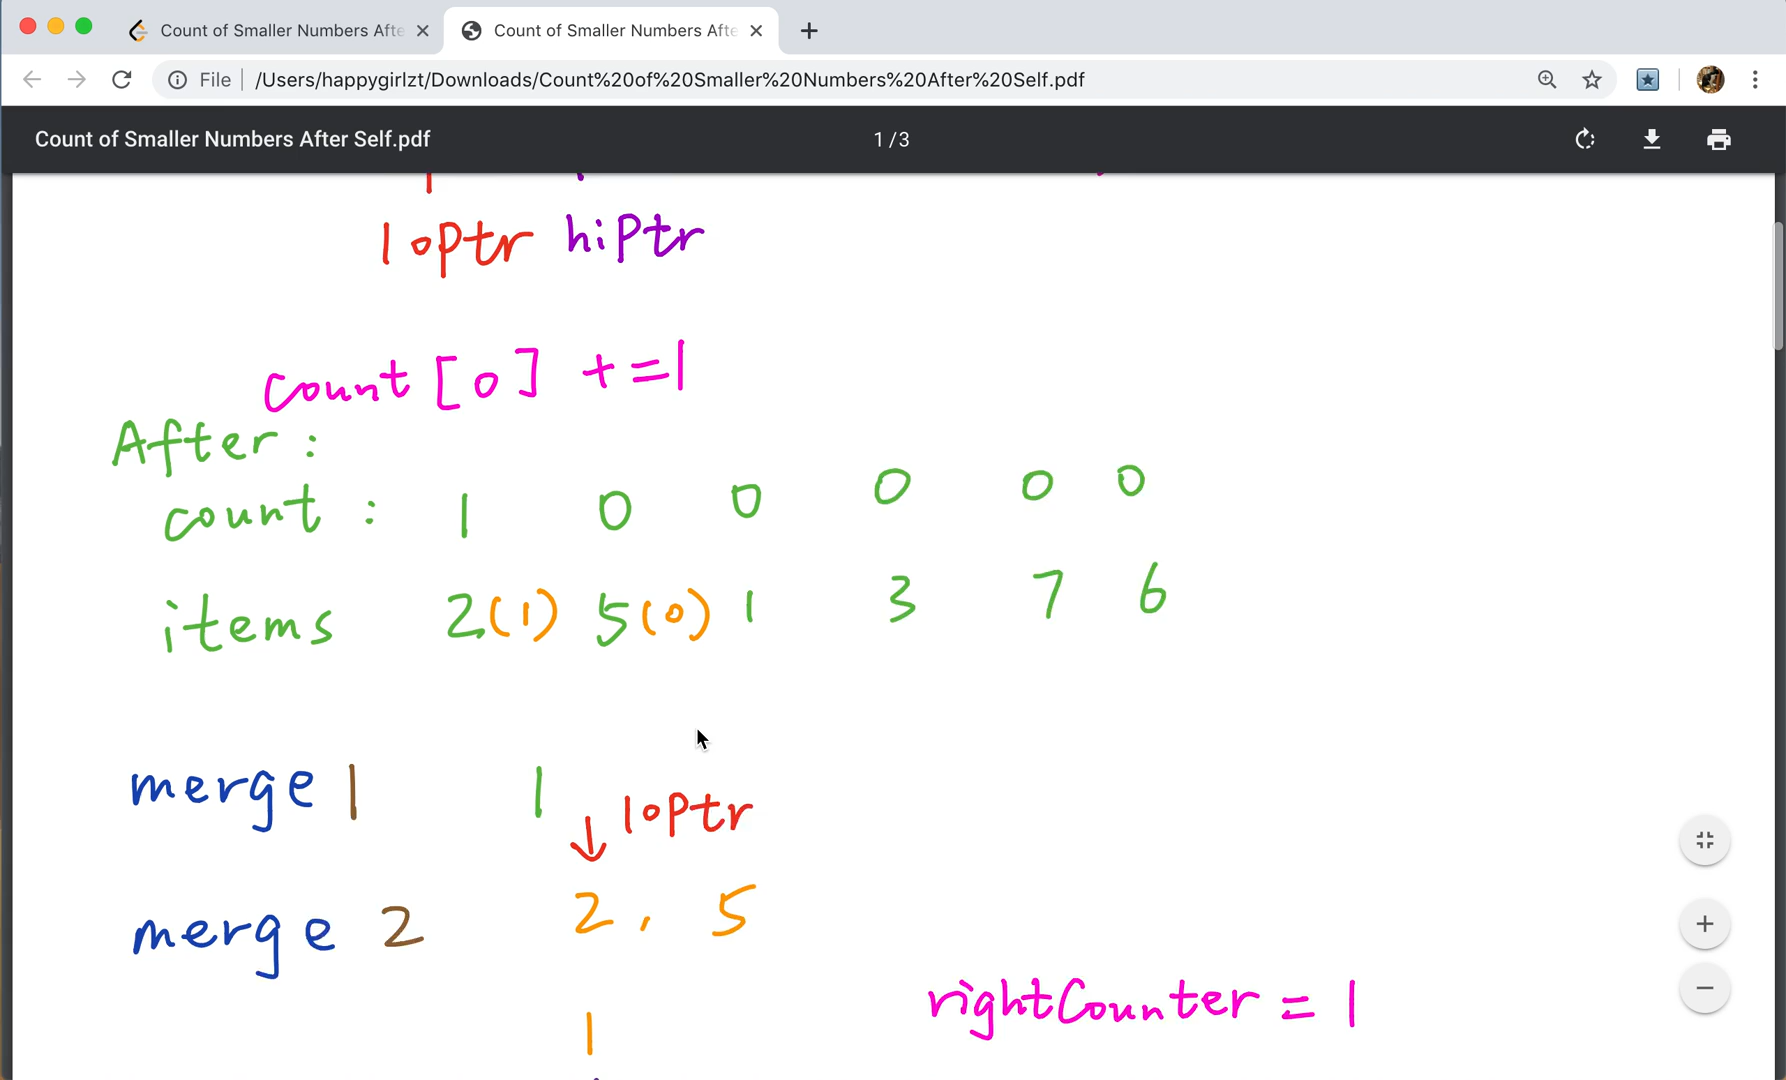 Count of Smaller Numbers Afte
Count of Smaller Numbers Afte
File /Users/happygirlzt/Downloads/Count%20of%20Smaller%20Numbers%20After%20Self.pdf
Count of Smaller Numbers After Self.pdf 1 / 3
loPtr hiPtr
count [0] +=1
After:
count : 1 0 0 0 0 0
items 2(1) 5(0) 1 3 7 6
merge 1 1
loPtr
merge 2 2, 5
rightCounter = 1
1